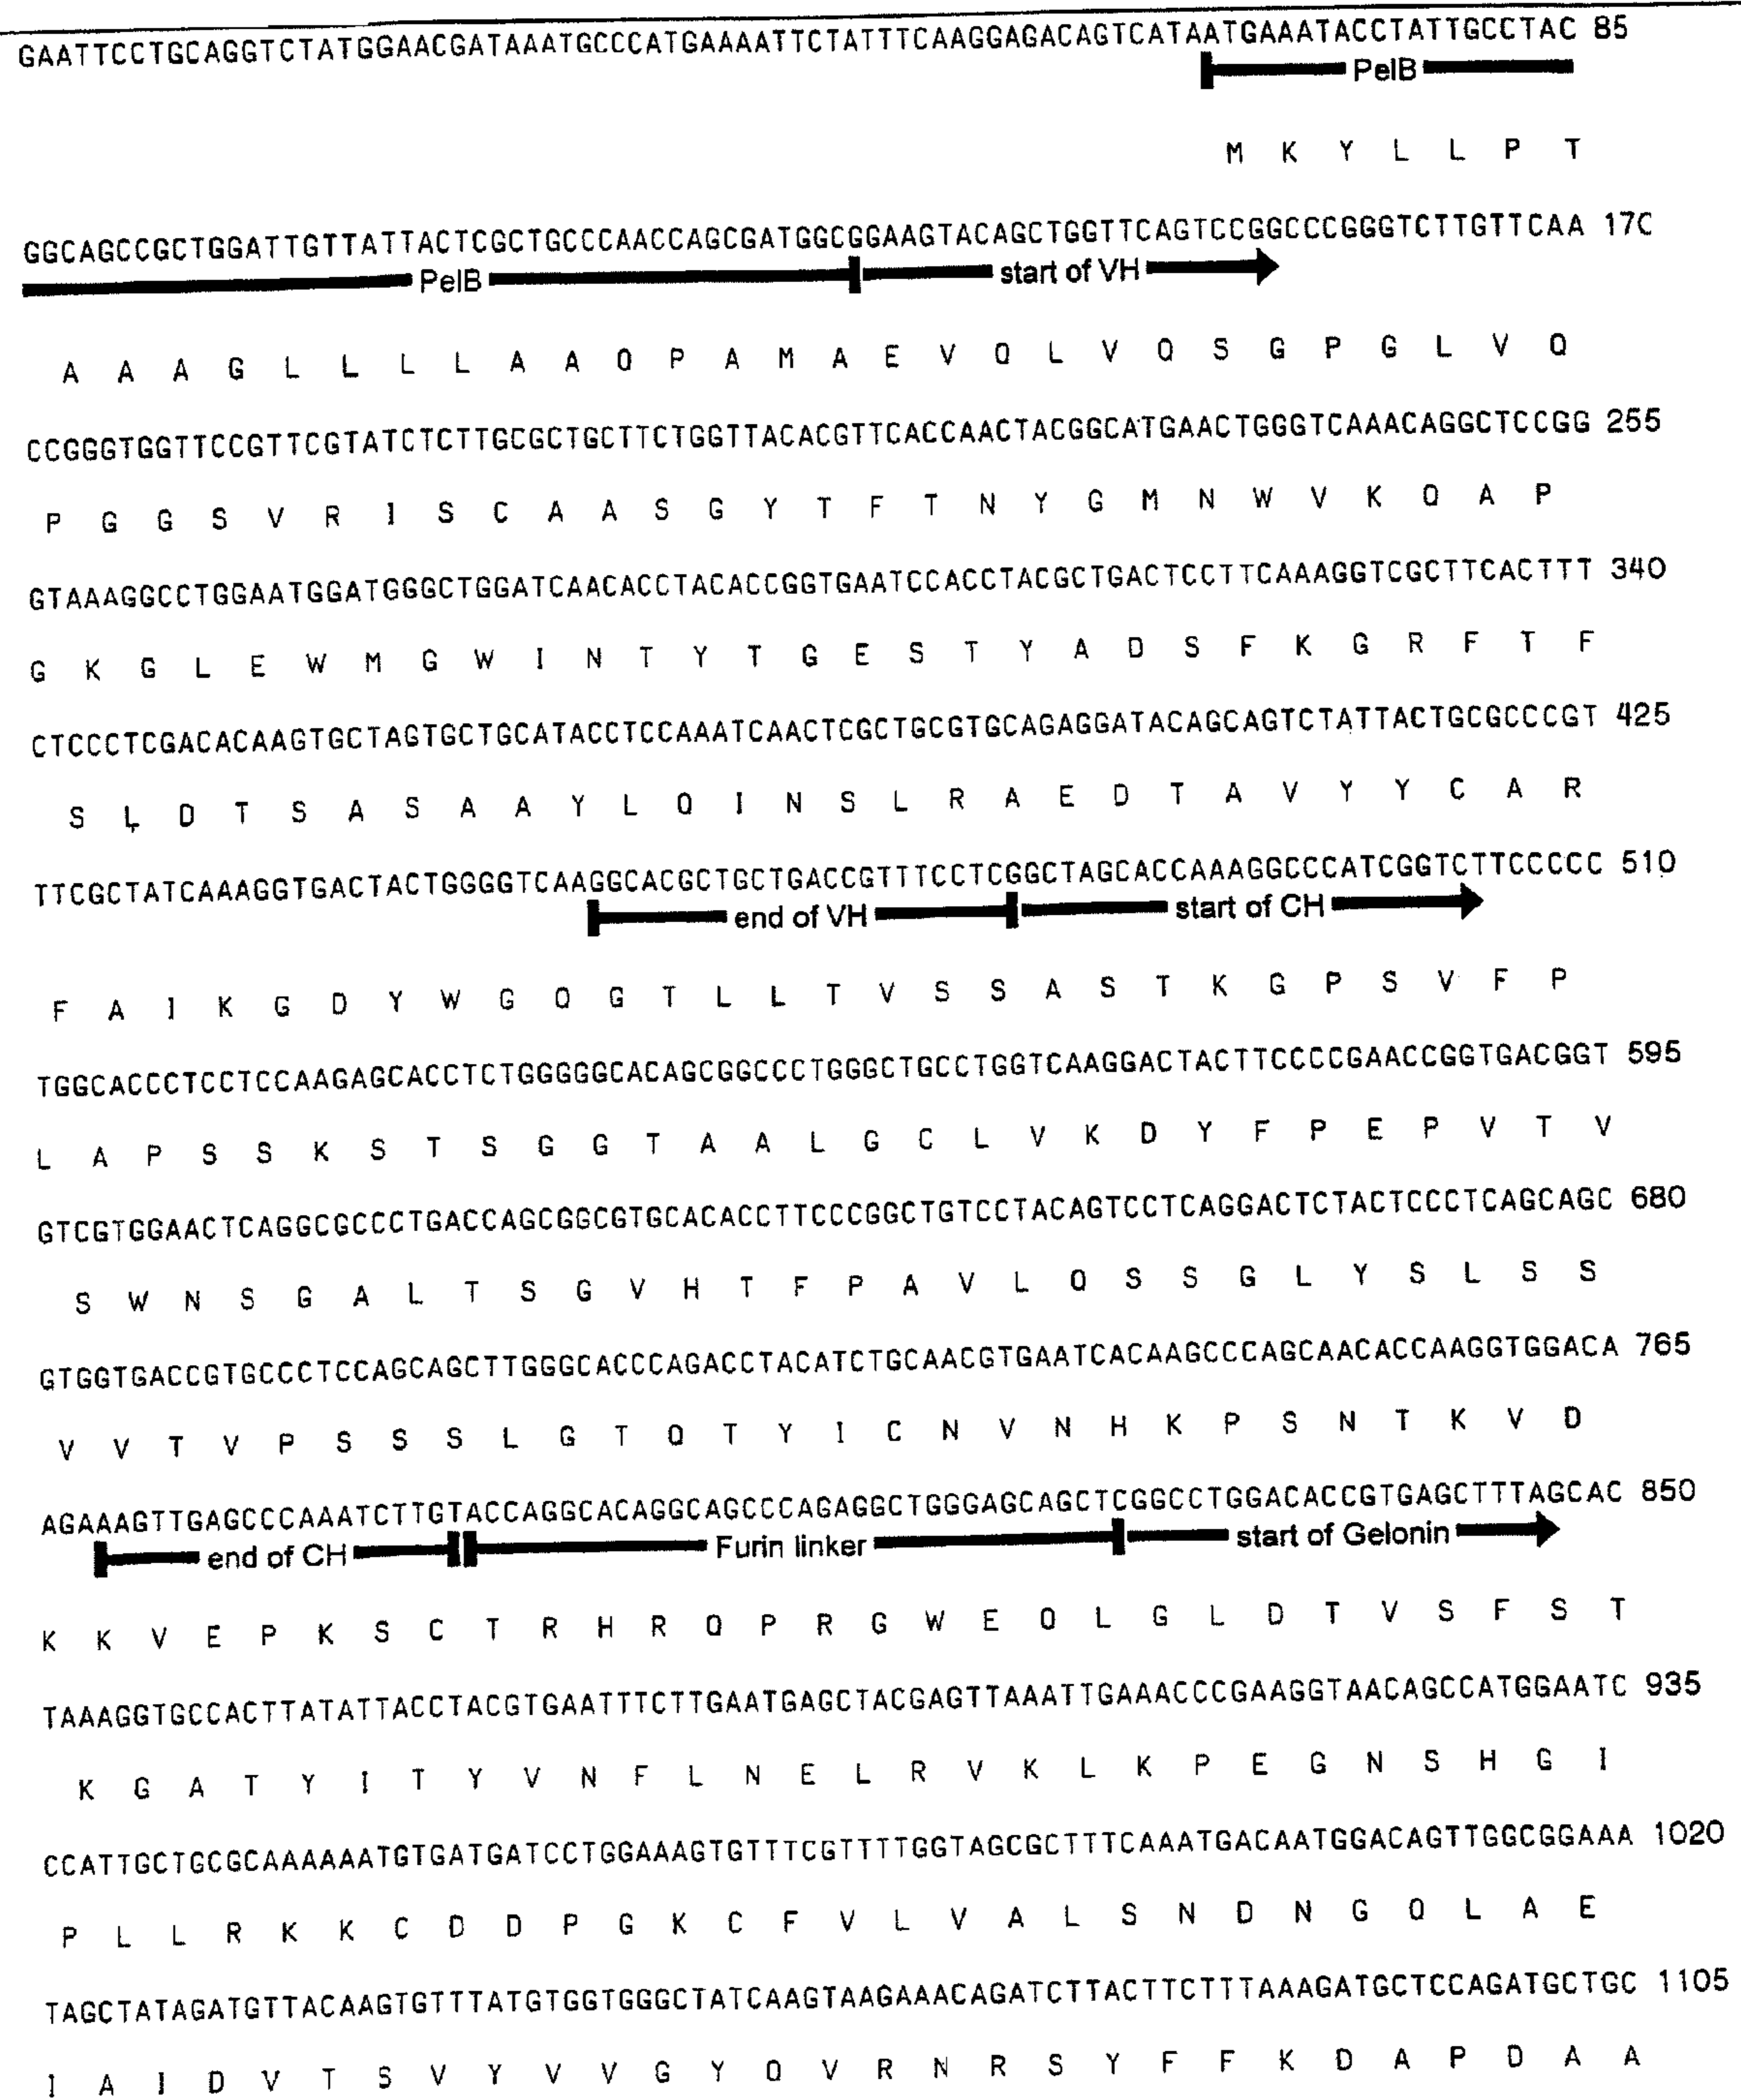 GAATTCCTGCAGGTCTATGGAACGATAAATGCCCATGAAAATTCTATTTCAAGGAGACAGTCATAATGAAATACCTATTGCCTAC 85
PelB
M K Y L L P T
GGCAGCCGCTGGATTGTTATTACTCGCTGCCCAACCAGCGATGGCGGAAGTACAGCTGGTTCAGTCCGGCCCGGGTCTTGTTCAA 170
PelB start of VH
A A A G L L L L A A Q P A M A E V Q L V Q S G P G L V Q
CCGGGTGGTTCCGTTCGTATCTCTTGCGCTGCTTCTGGTTACACGTTCACCAACTACGGCATGAACTGGGTCAAACAGGCTCCGG 255
P G G S V R I S C A A S G Y T F T N Y G M N W V K Q A P
GTAAAGGCCTGGAATGGATGGGCTGGATCAACACCTACACCGGTGAATCCACCTACGCTGACTCCTTCAAAGGTCGCTTCACTTT 340
G K G L E W M G W I N T Y T G E S T Y A D S F K G R F T F
CTCCCTCGACACAAGTGCTAGTGCTGCATACCTCCAAATCAACTCGCTGCGTGCAGAGGATACAGCAGTCTATTACTGCGCCCGT 425
S L D T S A S A A Y L Q I N S L R A E D T A V Y Y C A R
TTCGCTATCAAAGGTGACTACTGGGGTCAAGGCACGCTGCTGACCGTTTCCTCGGCTAGCACCAAAGGCCCATCGGTCTTCCCCC 510
end of VH start of CH
F A I K G D Y W G Q G T L L T V S S A S T K G P S V F P
TGGCACCCTCCTCCAAGAGCACCTCTGGGGGCACAGCGGCCCTGGGCTGCCTGGTCAAGGACTACTTCCCCGAACCGGTGACGGT 595
L A P S S K S T S G G T A A L G C L V K D Y F P E P V T V
GTCGTGGAACTCAGGCGCCCTGACCAGCGGCGTGCACACCTTCCCGGCTGTCCTACAGTCCTCAGGACTCTACTCCCTCAGCAGC 680
S W N S G A L T S G V H T F P A V L Q S S G L Y S L S S
GTGGTGACCGTGCCCTCCAGCAGCTTGGGCACCCAGACCTACATCTGCAACGTGAATCACAAGCCCAGCAACACCAAGGTGGACA 765
V V T V P S S S L G T Q T Y I C N V N H K P S N T K V D
AGAAAGTTGAGCCCAAATCTTGTACCAGGCACAGGCAGCCCAGAGGCTGGGAGCAGCTCGGCCTGGACACCGTGAGCTTTAGCAC 850
end of CH Furin linker start of Gelonin
K K V E P K S C T R H R Q P R G W E Q L G L D T V S F S T
TAAAGGTGCCACTTATATTACCTACGTGAATTTCTTGAATGAGCTACGAGTTAAATTGAAACCCGAAGGTAACAGCCATGGAATC 935
K G A T Y I T Y V N F L N E L R V K L K P E G N S H G I
CCATTGCTGCGCAAAAAATGTGATGATCCTGGAAAGTGTTTCGTTTTGGTAGCGCTTTCAAATGACAATGGACAGTTGGCGGAAA 1020
P L L R K K C D D P G K C F V L V A L S N D N G Q L A E
TAGCTATAGATGTTACAAGTGTTTATGTGGTGGGCTATCAAGTAAGAAACAGATCTTACTTCTTTAAAGATGCTCCAGATGCTGC 1105
I A I D V T S V Y V V G Y Q V R N R S Y F F K D A P D A A